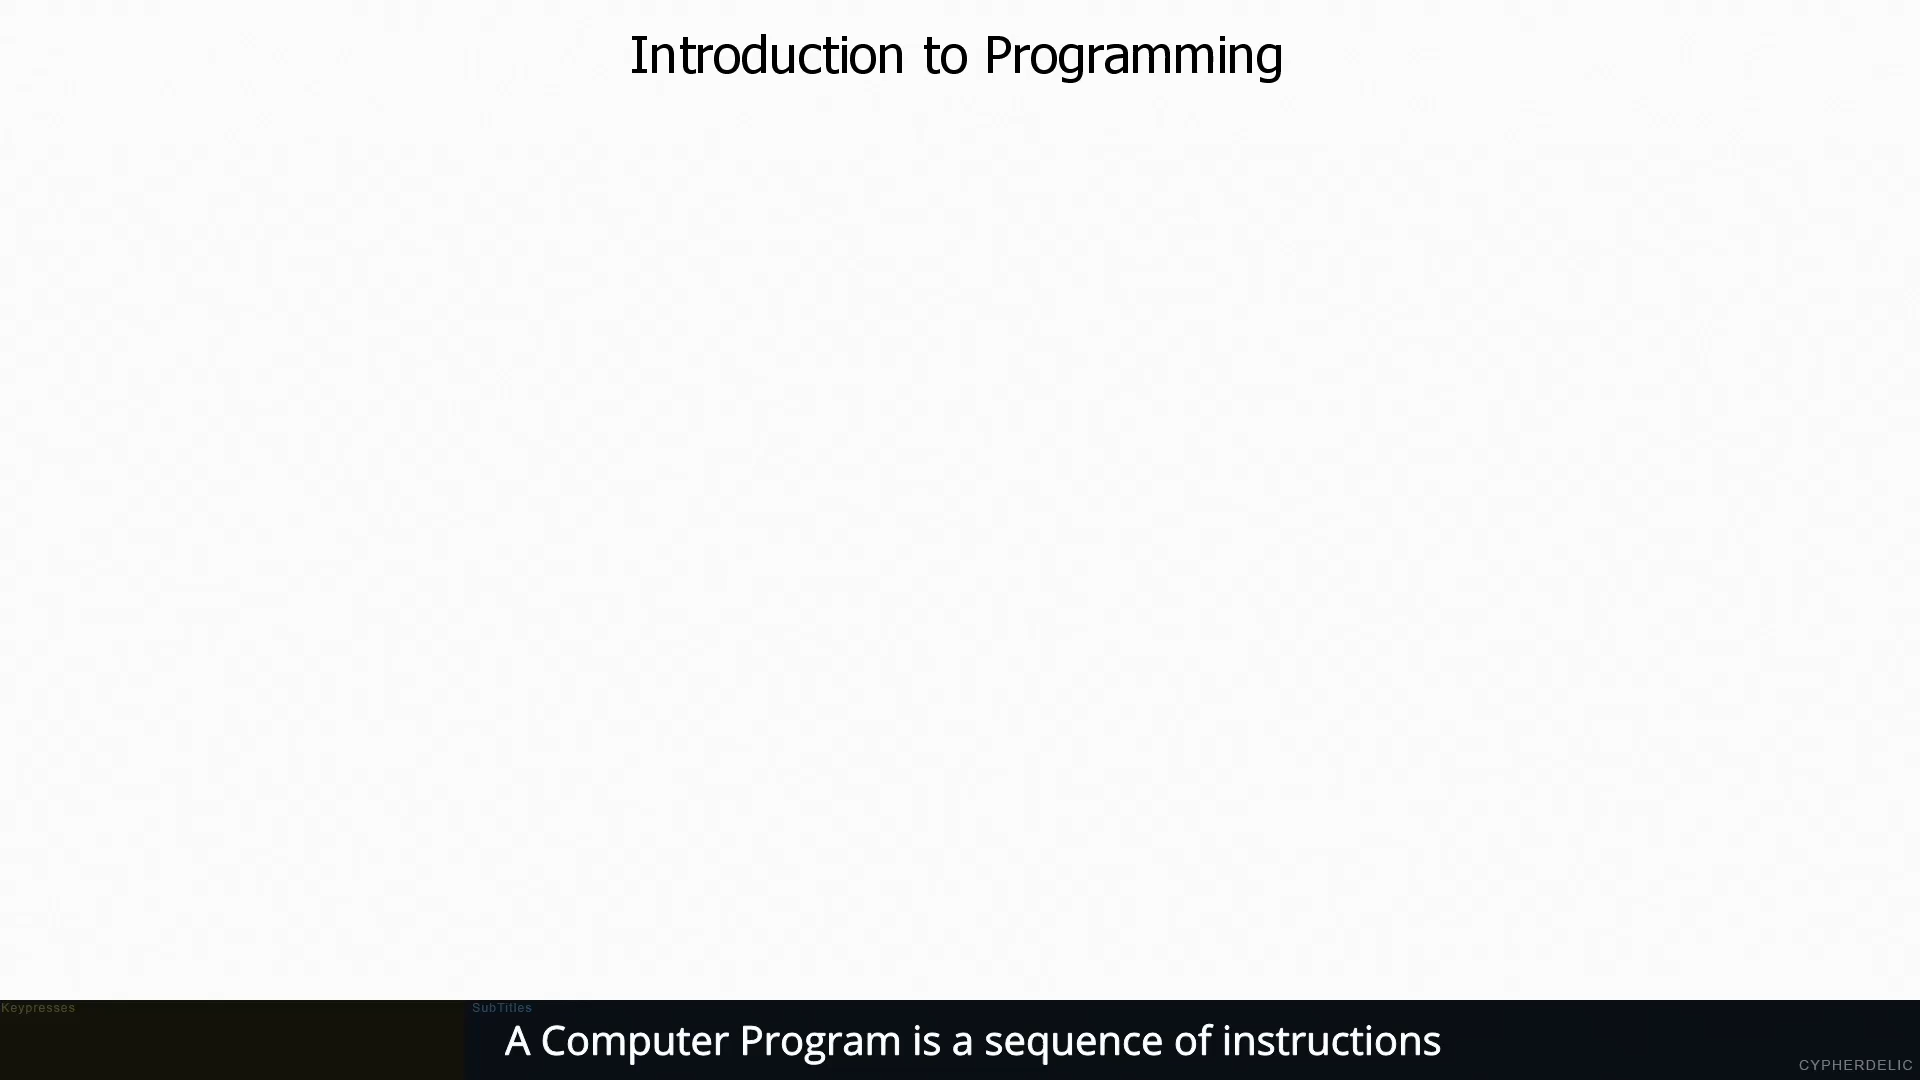 Introduction to Programming
Keypresses
SubTitles
A Computer Program is a sequence of instructions
CYPHERDELIC